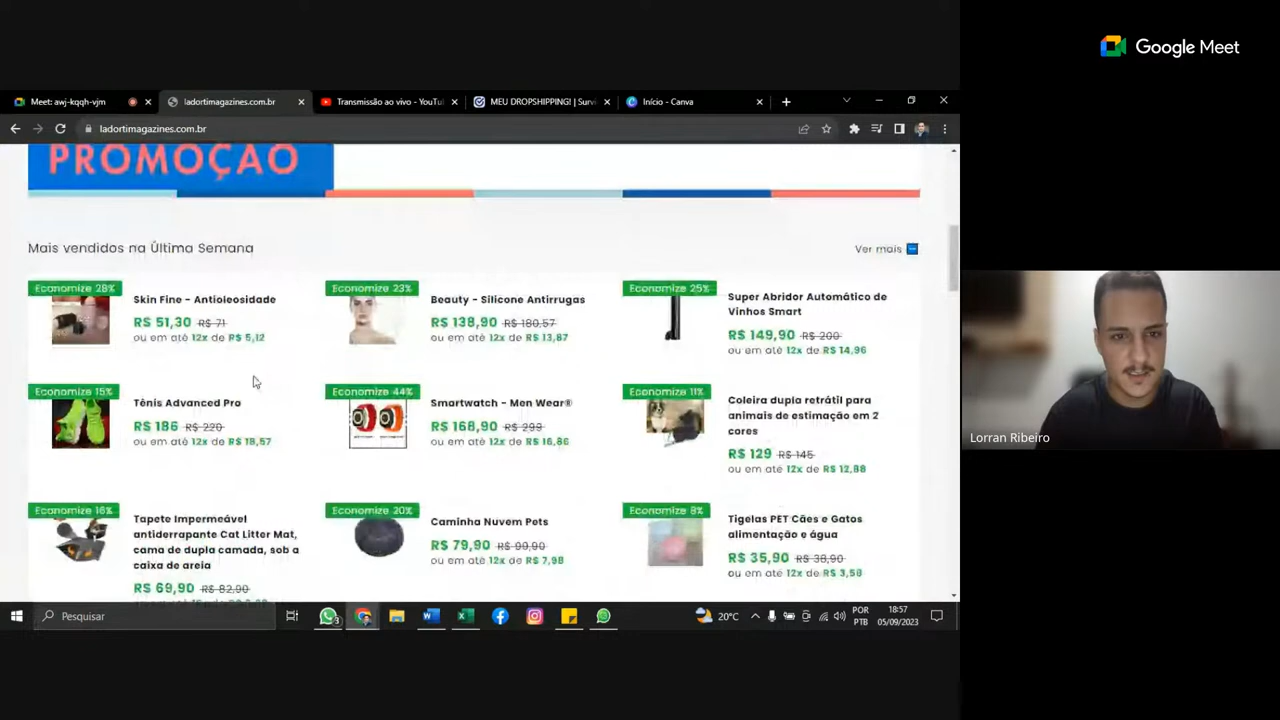 Google Meet
Meet: awj-kqqh-vjm
ladortimagazines.com.br
Transmissão ao vivo - YouTu
MEU DROPSHIPPING! | Survi
Início - Canva
ladortimagazines.com.br
PROMOÇÃO
Mais vendidos na Última Semana
Ver mais
Economize 28%
Skin Fine - Antioleosidade
R$ 51,30 R$ 71
ou em até 12x de R$ 5,12
Economize 23%
Beauty - Silicone Antirrugas
R$ 138,90 R$ 180,57
ou em até 12x de R$ 13,87
Economize 25%
Super Abridor Automático de
Vinhos Smart
R$ 149,90 R$ 200
ou em até 12x de R$ 14,96
Economize 15%
Tênis Advanced Pro
R$ 186 R$ 220
ou em até 12x de R$ 18,57
Economize 44%
Smartwatch - Men Wear®
R$ 168,90 R$ 299
ou em até 12x de R$ 16,86
Economize 11%
Coleira dupla retrátil para
animais de estimação em 2
cores
R$ 129 R$ 145
ou em até 12x de R$ 12,88
Economize 16%
Tapete Impermeável
antiderrapante Cat Litter Mat,
cama de dupla camada, sob a
caixa de areia
R$ 69,90 R$ 82,90
Economize 20%
Caminha Nuvem Pets
R$ 79,90 R$ 99,90
ou em até 12x de R$ 7,98
Economize 8%
Tigelas PET Cães e Gatos
alimentação e água
R$ 35,90 R$ 38,90
ou em até 12x de R$ 3,58
Lorran Ribeiro
Pesquisar
20°C
POR
PTB
18:57
05/09/2023